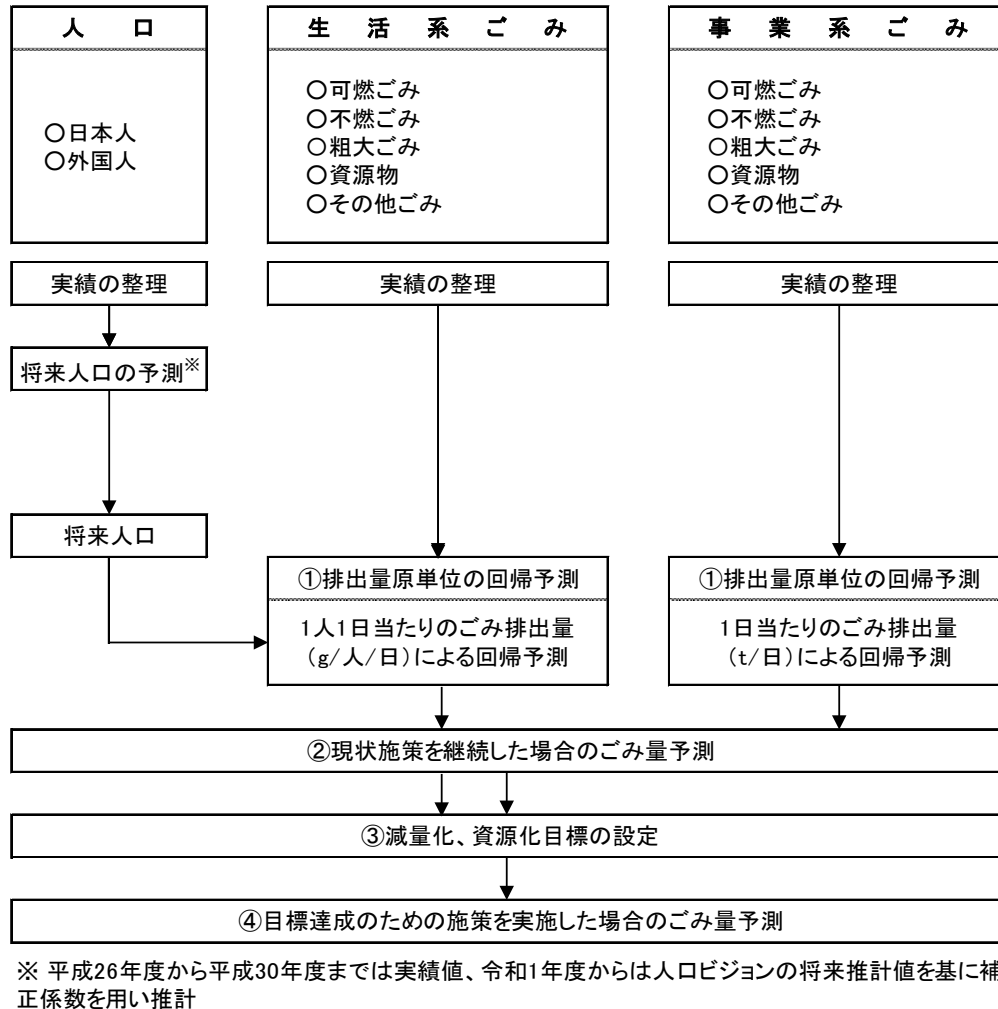 人 口
○日本人
○外国人
実績の整理
将来人口の予測※
将来人口
生 活 系 ご み
○可燃ごみ
○不燃ごみ
○粗大ごみ
○資源物
○その他ごみ
実績の整理
①排出量原単位の回帰予測
1人1日当たりのごみ排出量
(g/人/日)による回帰予測
事 業 系 ご み
○可燃ごみ
○不燃ごみ
○粗大ごみ
○資源物
○その他ごみ
実績の整理
①排出量原単位の回帰予測
1日当たりのごみ排出量
(t/日)による回帰予測
②現状施策を継続した場合のごみ量予測
③減量化、資源化目標の設定
④目標達成のための施策を実施した場合のごみ量予測
※ 平成26年度から平成30年度までは実績値、令和1年度からは人口ビジョンの将来推計値を基に補
正係数を用い推計